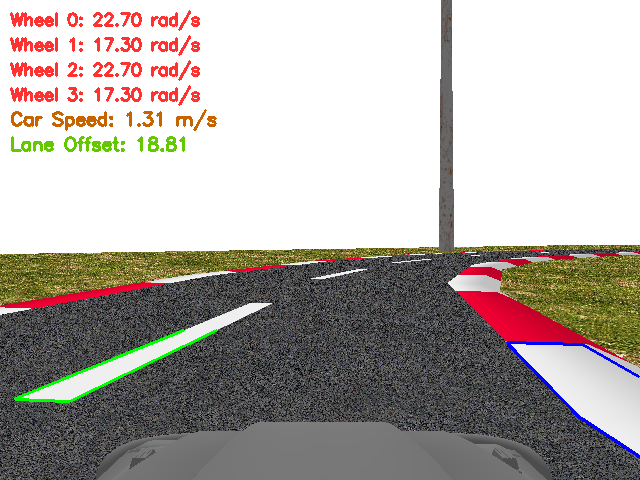 Wheel 0: 22.70 rad/s
Wheel 1: 17.30 rad/s
Wheel 2: 22.70 rad/s
Wheel 3: 17.30 rad/s
Car Speed: 1.31 m/s
Lane Offset: 18.81